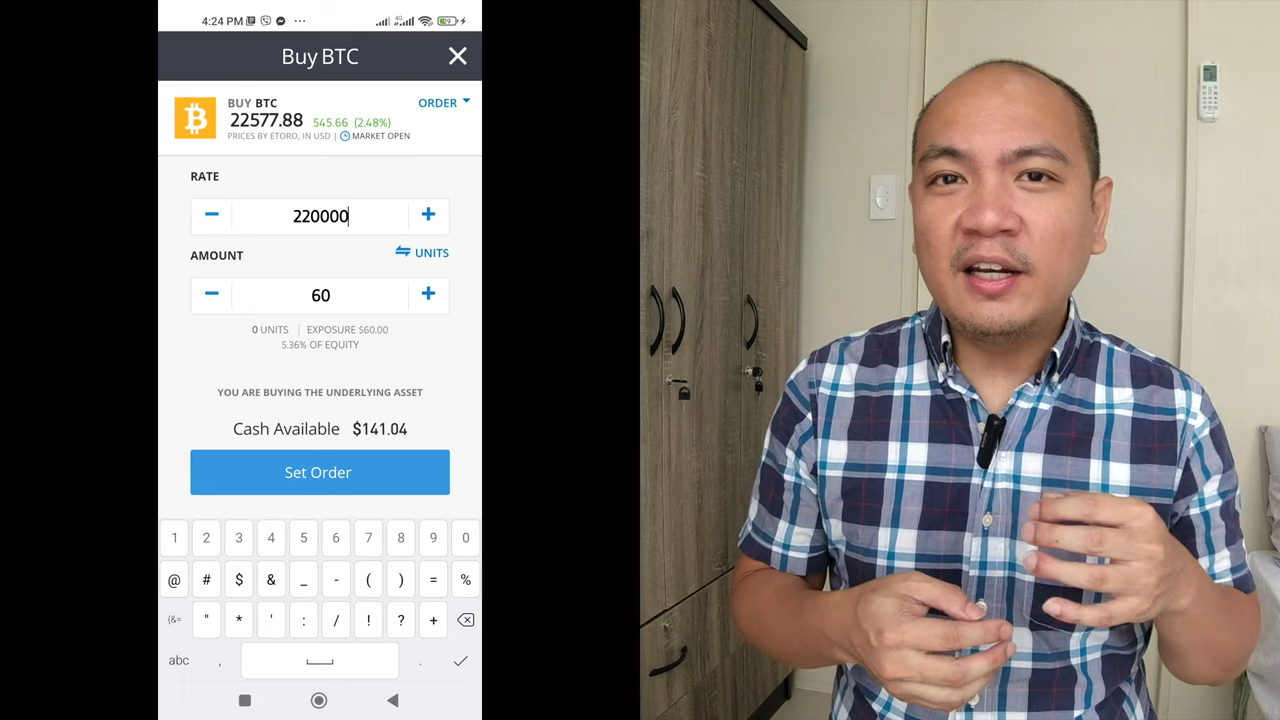 4:24 PM
4G
Buy BTC
BUY BTC
ORDER
22577.88 545.66 (2.48%)
PRICES BY ETORO, IN USD | MARKET OPEN
RATE
− 220000 +
AMOUNT
UNITS
− 60 +
0 UNITS | EXPOSURE $60.00
5.36% OF EQUITY
YOU ARE BUYING THE UNDERLYING ASSET
Cash Available $141.04
Set Order
1 2 3 4 5 6 7 8 9 0
@ # $ & _ - ( ) = %
{&= " * ' : / ! ? +
abc , .